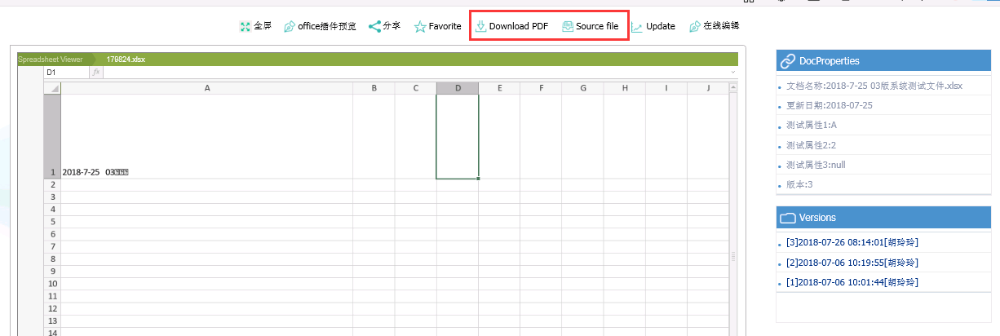 全屏 office插件预览 分享 Favorite Download PDF Source file Update 在线编辑
Spreadsheet Viewer 179824.xlsx
D1 fx
A B C D E F G H I J
1 2018-7-25 03
2
3
4
5
6
7
8
9
10
11
12
13
14
DocProperties
文档名称:2018-7-25 03版系统测试文件.xlsx
更新日期:2018-07-25
测试属性1:A
测试属性2:2
测试属性3:null
版本:3
Versions
[3]2018-07-26 08:14:01[胡玲玲]
[2]2018-07-06 10:19:55[胡玲玲]
[1]2018-07-06 10:01:44[胡玲玲]